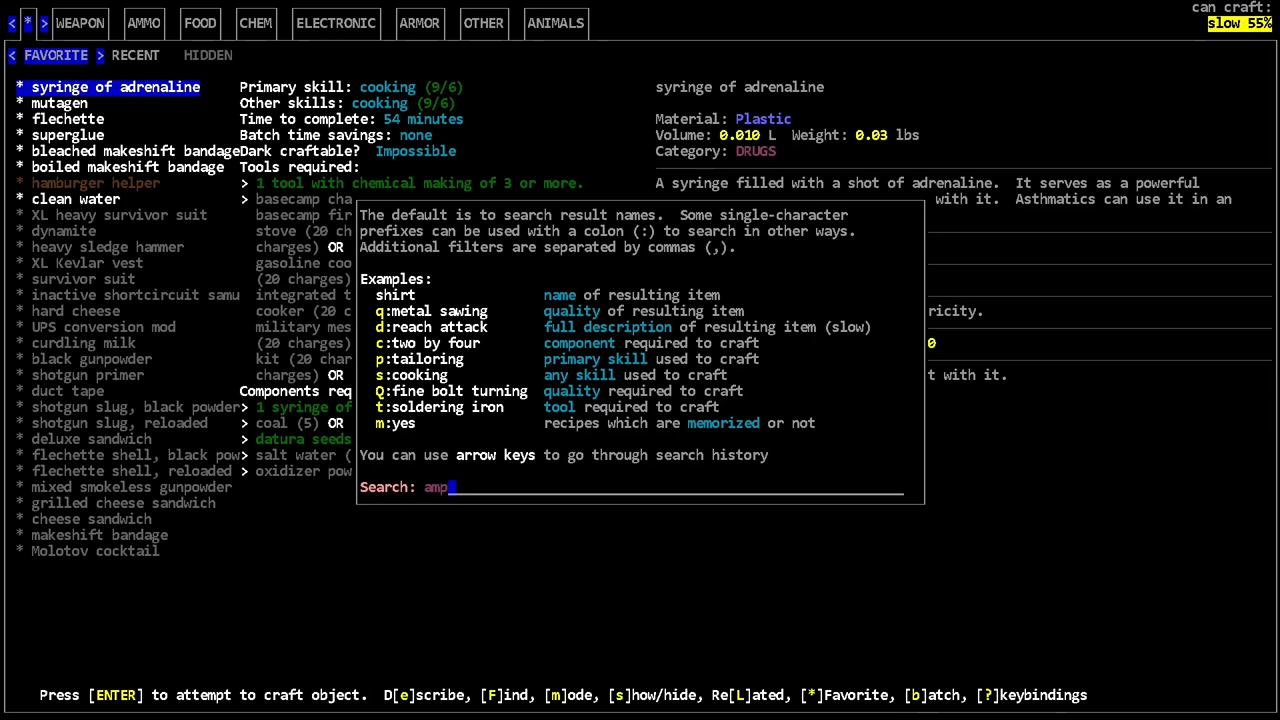 can craft:
< * > WEAPON AMMO FOOD CHEM ELECTRONIC ARMOR OTHER ANIMALS slow 55%
< FAVORITE > RECENT HIDDEN
* syringe of adrenaline Primary skill: cooking (9/6) syringe of adrenaline
* mutagen Other skills: cooking (9/6)
* flechette Time to complete: 54 minutes Material: Plastic
* superglue Batch time savings: none Volume: 0.010 L Weight: 0.03 lbs
* bleached makeshift bandageDark craftable? Impossible Category: DRUGS
* boiled makeshift bandage Tools required:
* hamburger helper > 1 tool with chemical making of 3 or more. A syringe filled with a shot of adrenaline. It serves as a powerful
* clean water > basecamp cha with it. Asthmatics can use it in an
* XL heavy survivor suit basecamp fir The default is to search result names. Some single-character
* dynamite stove (20 ch prefixes can be used with a colon (:) to search in other ways.
* heavy sledge hammer charges) OR Additional filters are separated by commas (,).
* XL Kevlar vest gasoline coo
* survivor suit (20 charges) Examples:
* inactive shortcircuit samu integrated t shirt name of resulting item
* hard cheese cooker (20 c q:metal sawing quality of resulting item ricity.
* UPS conversion mod military mes d:reach attack full description of resulting item (slow)
* curdling milk (20 charges) c:two by four component required to craft 0
* black gunpowder kit (20 char p:tailoring primary skill used to craft
* shotgun primer charges) OR s:cooking any skill used to craft t with it.
* duct tape Components req Q:fine bolt turning quality required to craft
* shotgun slug, black powder> 1 syringe of t:soldering iron tool required to craft
* shotgun slug, reloaded > coal (5) OR m:yes recipes which are memorized or not
* deluxe sandwich > datura seeds
* flechette shell, black pow> salt water ( You can use arrow keys to go through search history
* flechette shell, reloaded > oxidizer pow
* mixed smokeless gunpowder Search: amp
* grilled cheese sandwich
* cheese sandwich
* makeshift bandage
* Molotov cocktail
Press [ENTER] to attempt to craft object. D[e]scribe, [F]ind, [m]ode, [s]how/hide, Re[L]ated, [*]Favorite, [b]atch, [?]keybindings